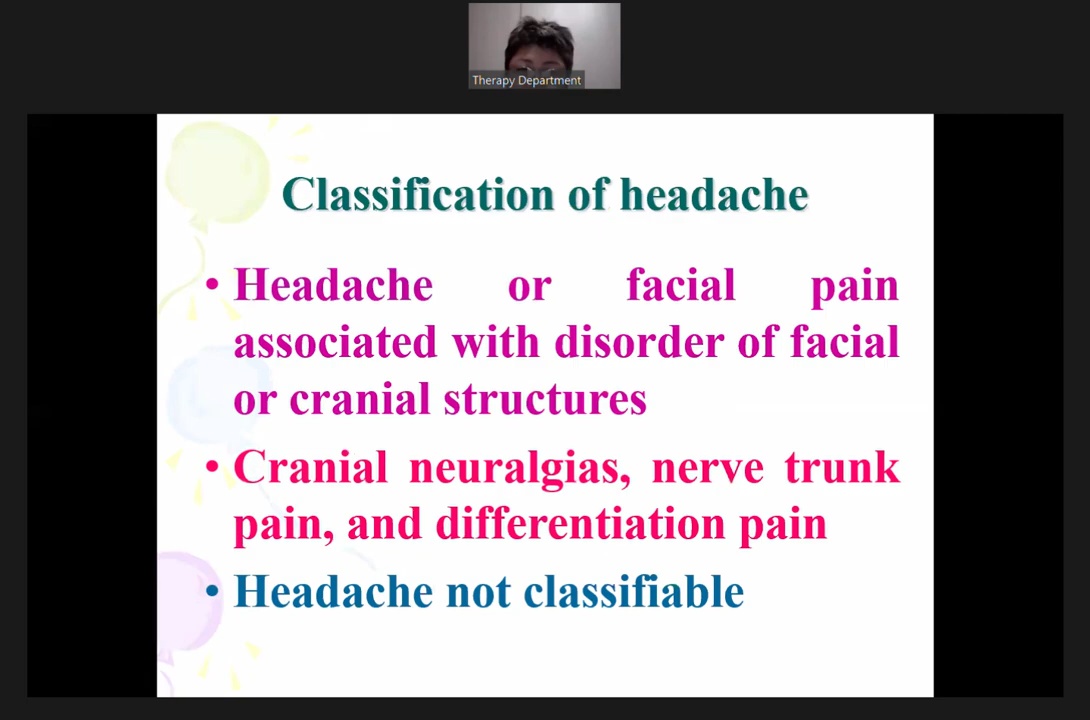 Therapy Department
Classification of headache
• Headache or facial pain
associated with disorder of facial
or cranial structures
• Cranial neuralgias, nerve trunk
pain, and differentiation pain
• Headache not classifiable